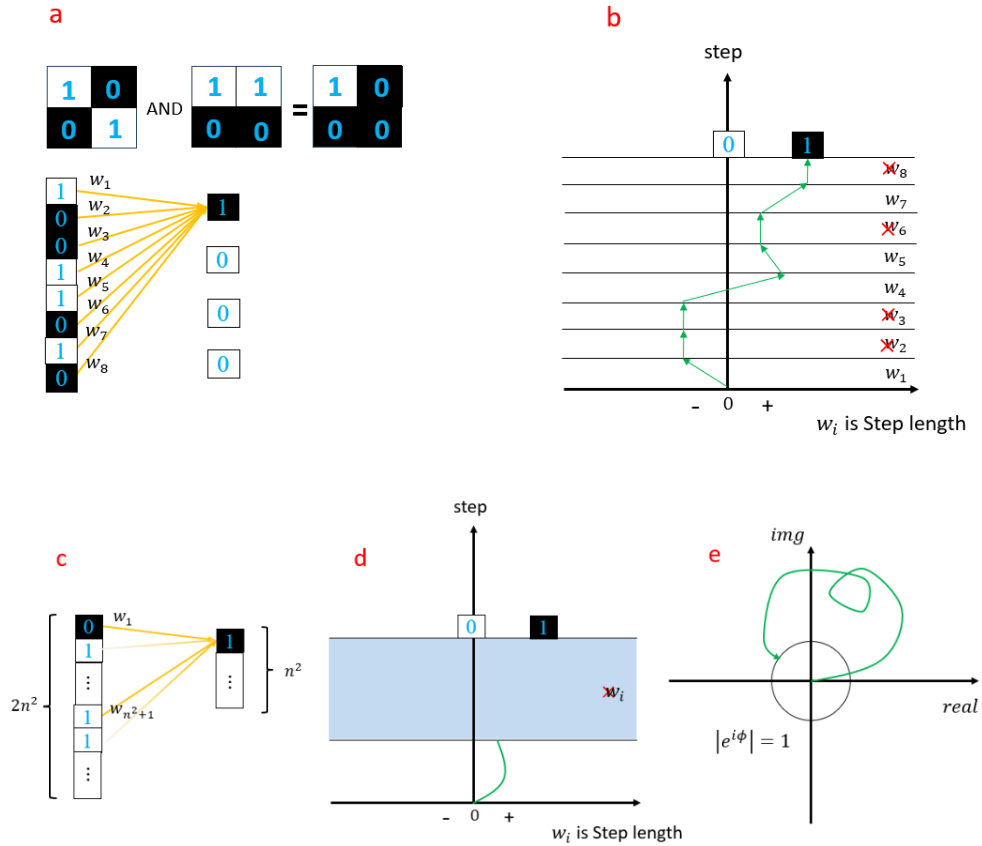 a
1 0 1 1 1 0
AND =
0 1 0 0 0 0
1 w₁
0 w₂ 1
0 w₃
1 w₄ 0
1 w₅
0 w₆ 0
1 w₇
0 w₈ 0
b
step
0 1
w₈
w₇
w₆
w₅
w₄
w₃
w₂
w₁
- 0 +
wᵢ is Step length
c
0 w₁ 1
1
⋮ ⋮ n²
2n²
1 wₙ²₊₁
1
⋮
d
step
0 1
wᵢ
- 0 +
wᵢ is Step length
e
img
real
|e^{iϕ}| = 1